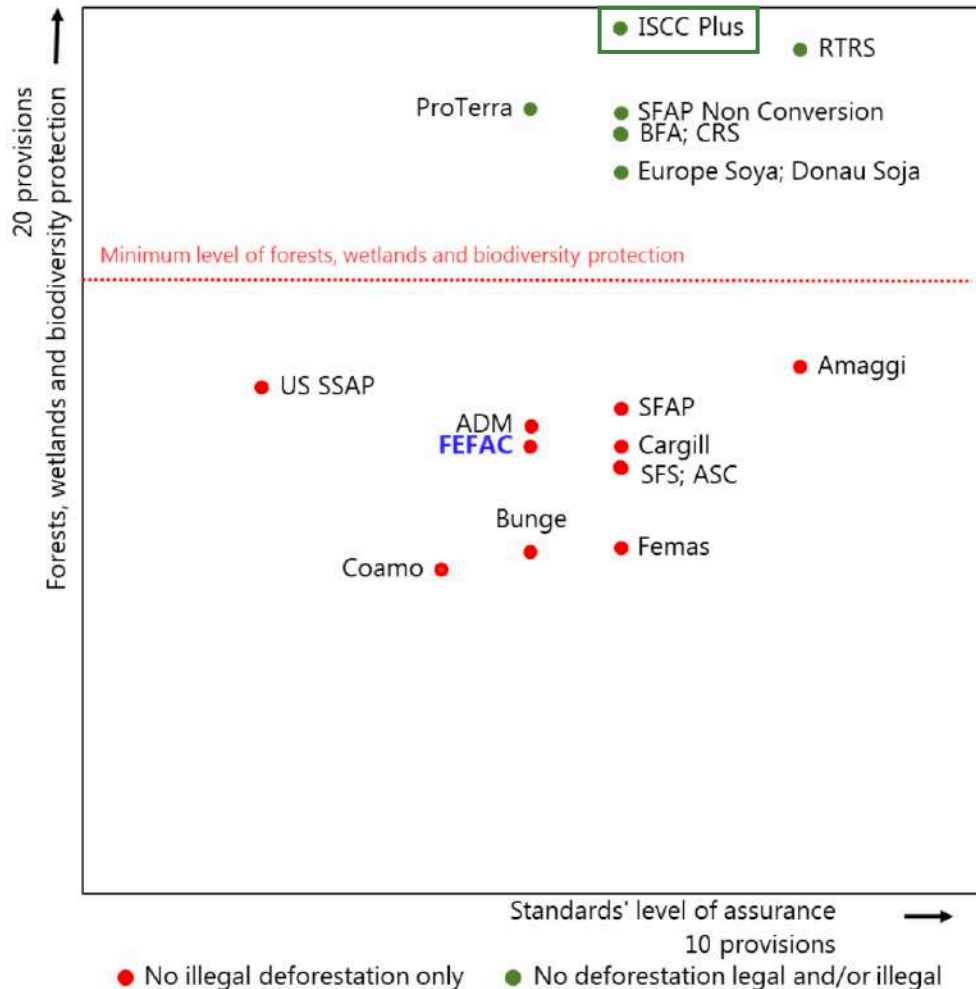 ISCC Plus
RTRS
ProTerra
SFAP Non Conversion
BFA; CRS
Europe Soya; Donau Soja
20 provisions
Forests, wetlands and biodiversity protection
Minimum level of forests, wetlands and biodiversity protection
Amaggi
US SSAP
SFAP
ADM
FEFAC
Cargill
SFS; ASC
Bunge
Femas
Coamo
Standards' level of assurance
10 provisions
No illegal deforestation only
No deforestation legal and/or illegal